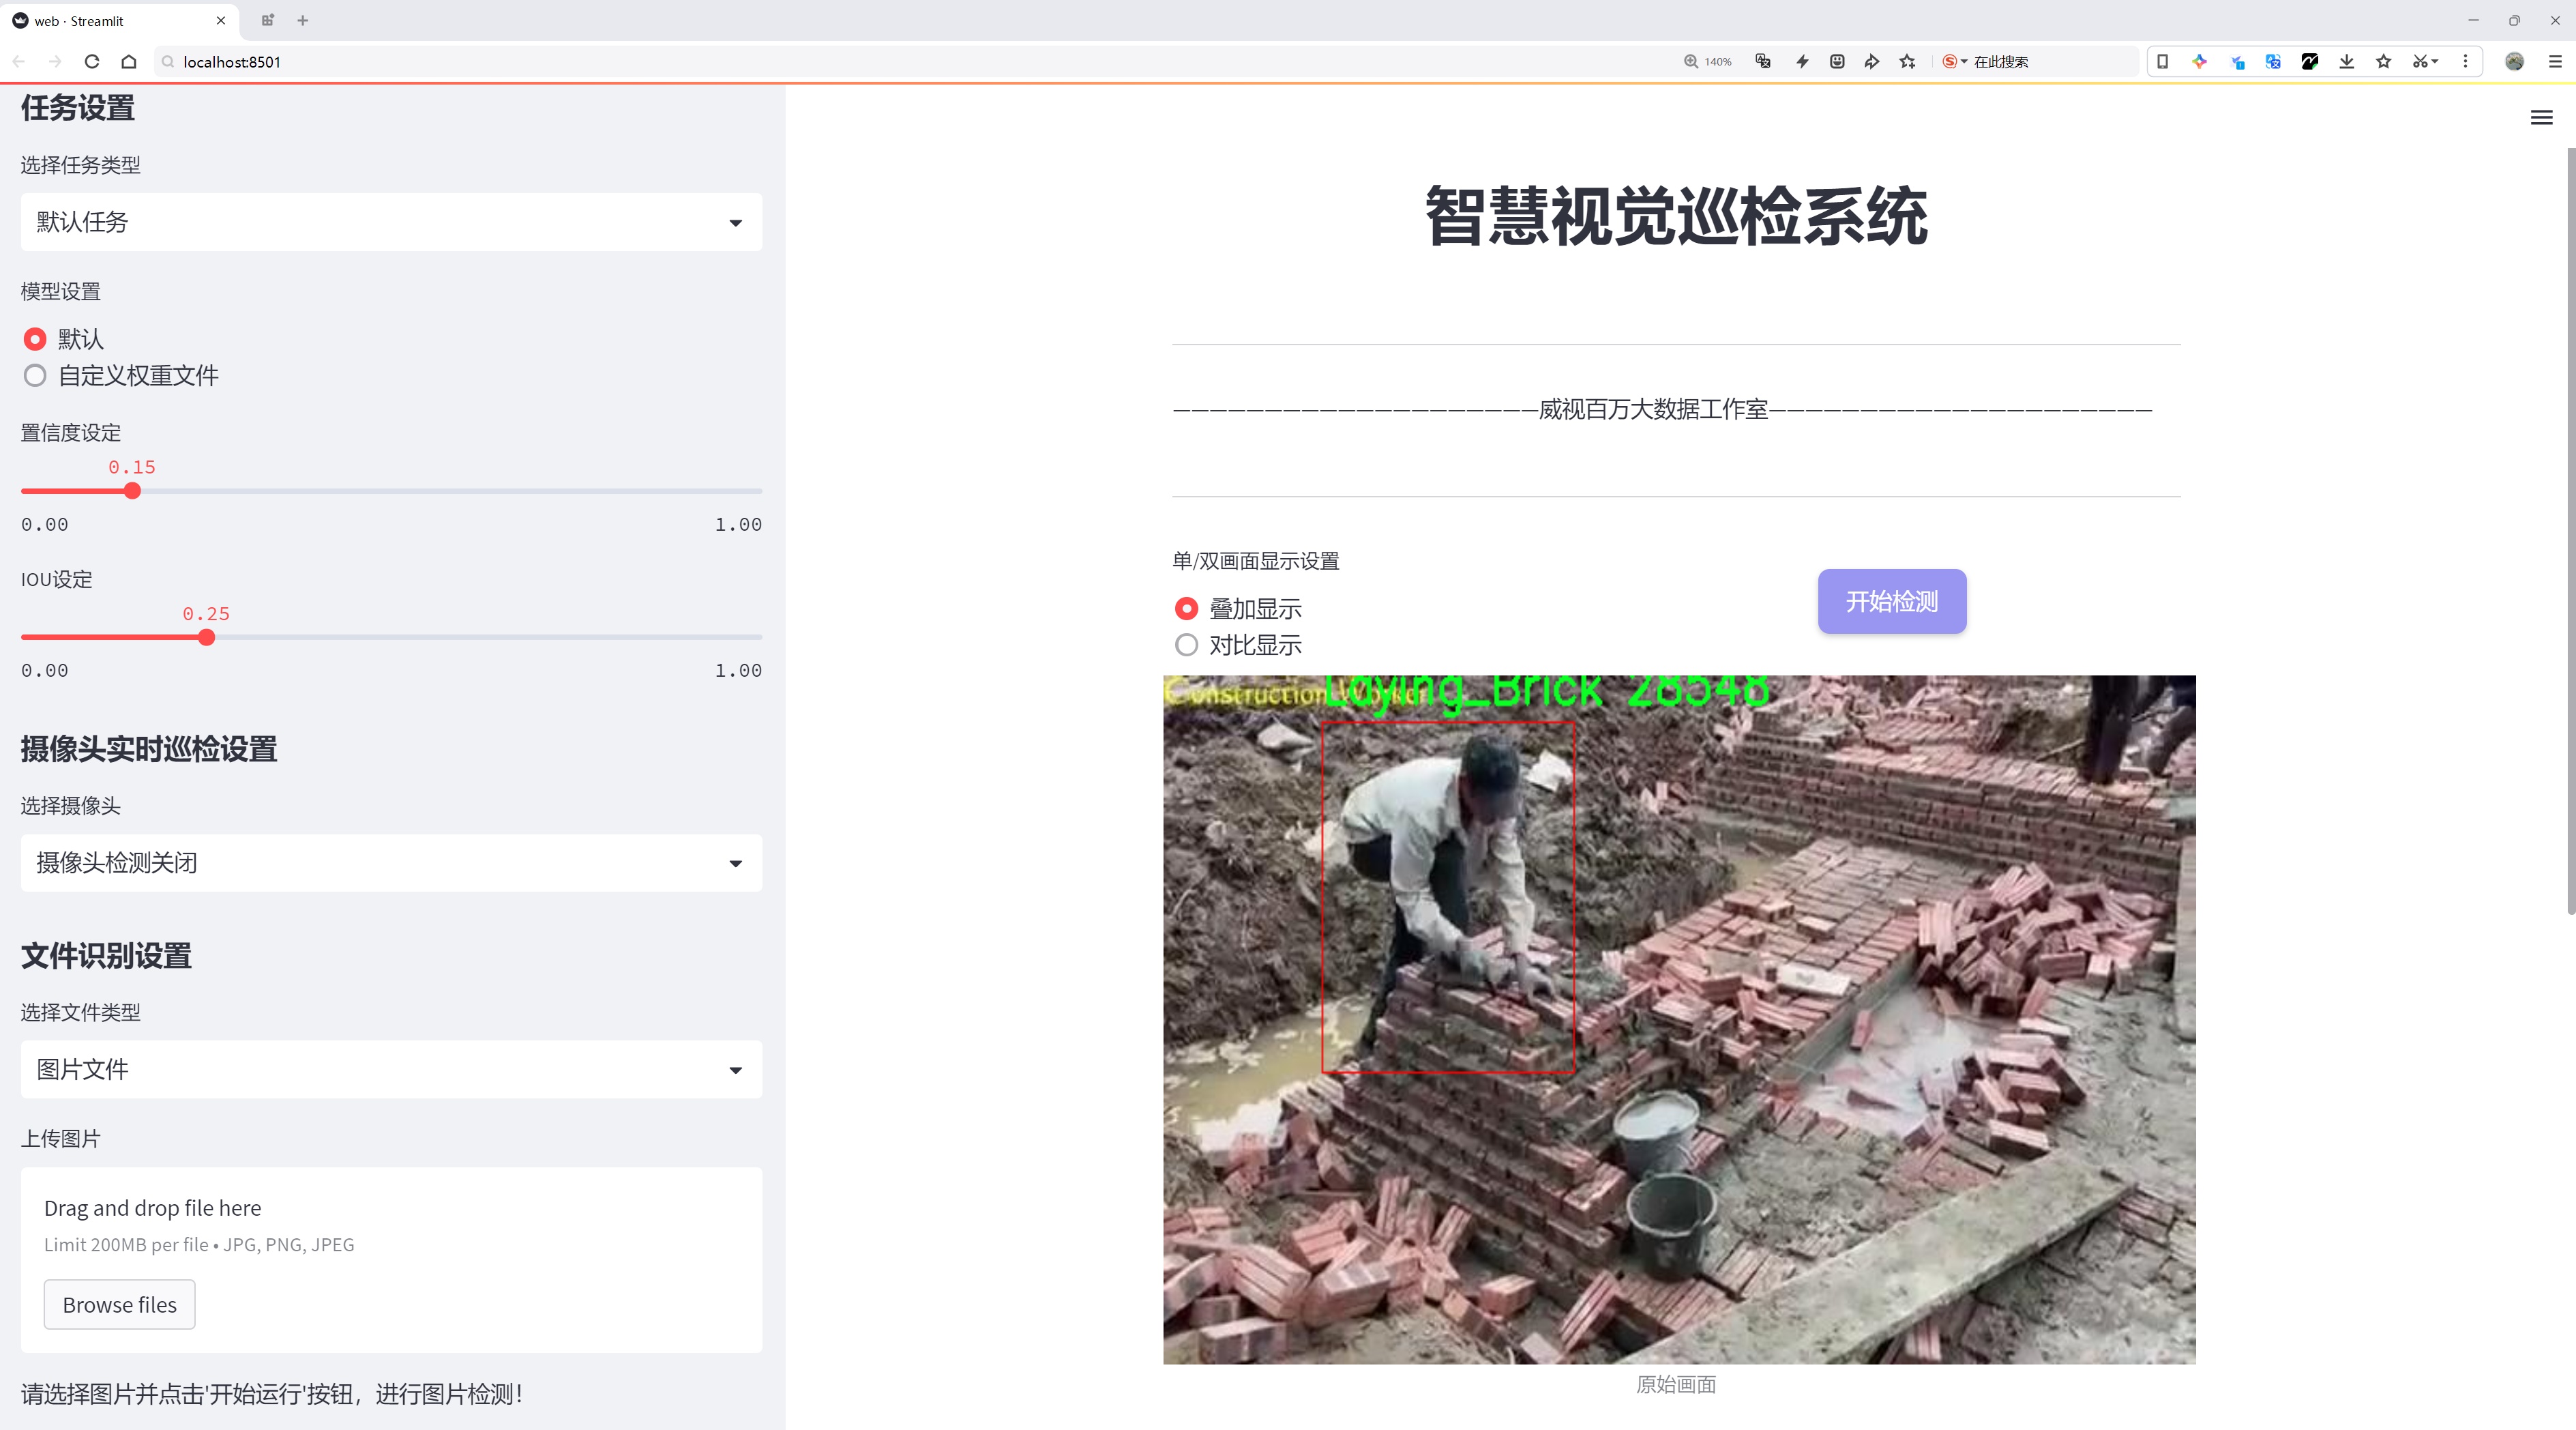 web · Streamlit
localhost:8501
140%
在此搜索
任务设置
选择任务类型
默认任务
模型设置
默认
自定义权重文件
置信度设定
0.15
0.00 1.00
IOU设定
0.25
0.00 1.00
摄像头实时巡检设置
选择摄像头
摄像头检测关闭
文件识别设置
选择文件类型
图片文件
上传图片
Drag and drop file here
Limit 200MB per file • JPG, PNG, JPEG
Browse files
请选择图片并点击'开始运行'按钮，进行图片检测！
智慧视觉巡检系统
————————————————————威视百万大数据工作室—————————————————————
单/双画面显示设置
叠加显示
对比显示
开始检测
Construction
Laying_Brick 28548
原始画面